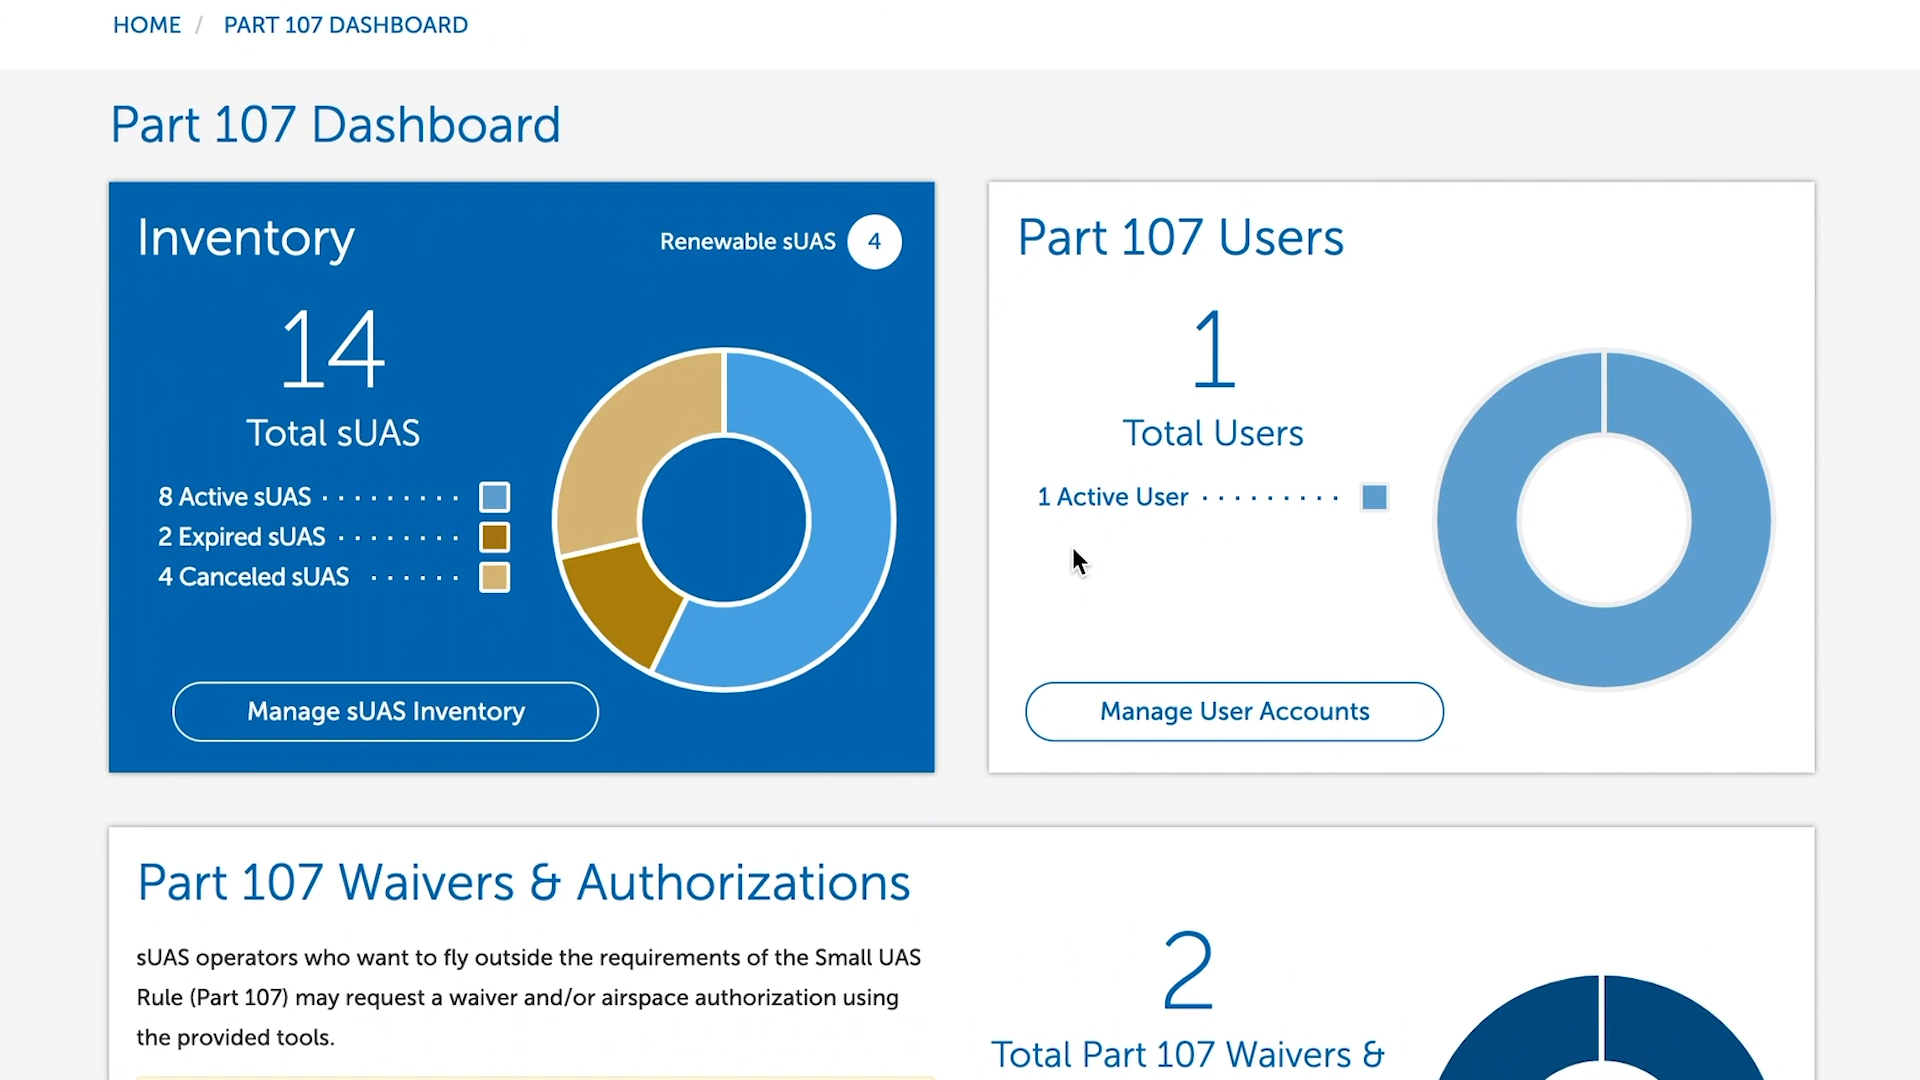 HOME / PART 107 DASHBOARD
Part 107 Dashboard
Inventory
Renewable sUAS 4
14
Total sUAS
8 Active sUAS
2 Expired sUAS
4 Canceled sUAS
Manage sUAS Inventory
Part 107 Users
1
Total Users
1 Active User
Manage User Accounts
Part 107 Waivers & Authorizations
sUAS operators who want to fly outside the requirements of the Small UAS
Rule (Part 107) may request a waiver and/or airspace authorization using
the provided tools.
2
Total Part 107 Waivers &